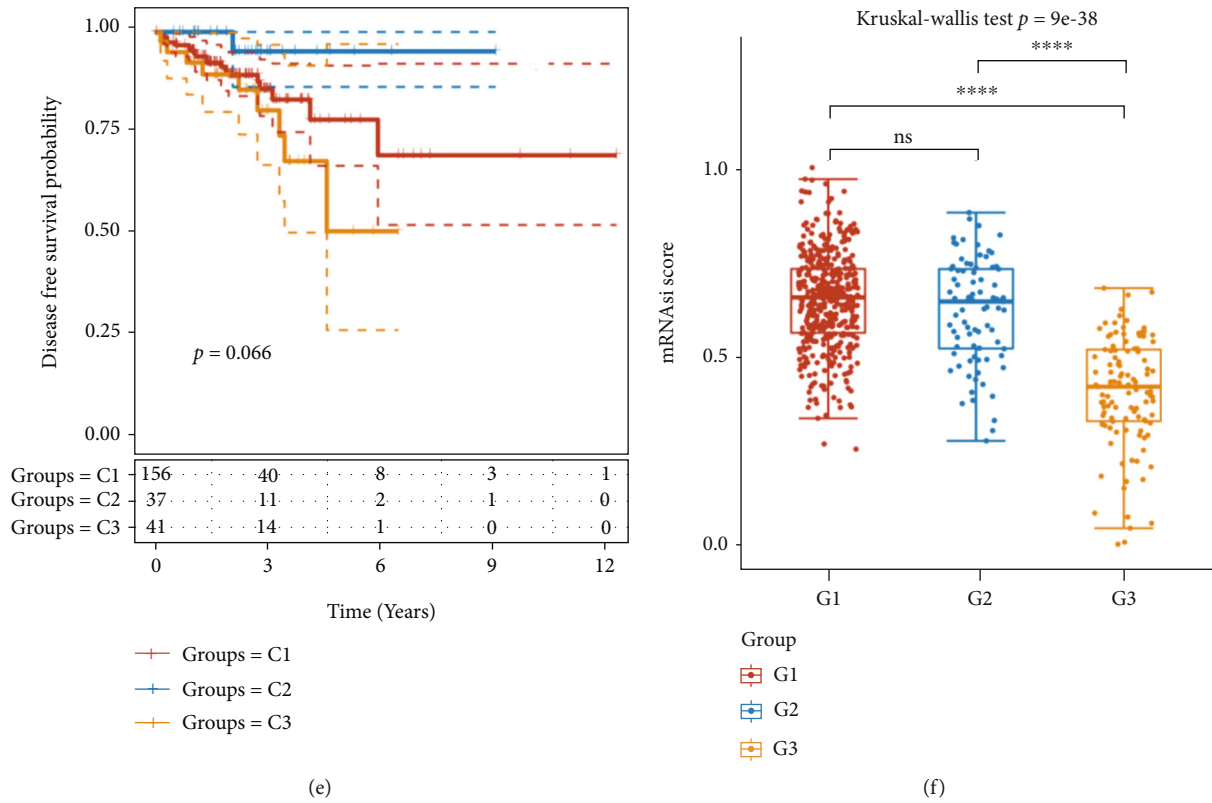 1.00
0.75
0.50
0.25
0.00
Disease free survival probability
p = 0.066
Groups = C1 156 40 8 3 1
Groups = C2 37 11 2 1 0
Groups = C3 41 14 1 0 0
0 3 6 9 12
Time (Years)
Groups = C1
Groups = C2
Groups = C3
(e)
Kruskal-wallis test p = 9e-38
****
****
ns
1.0
0.5
0.0
mRNAsi score
G1 G2 G3
Group
G1
G2
G3
(f)